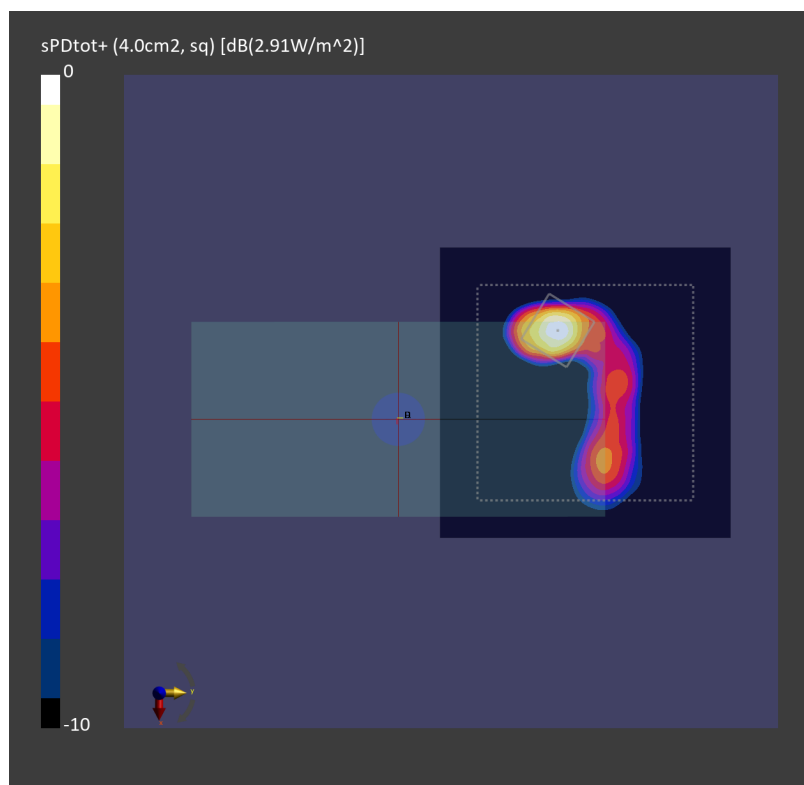 sPDtot+ (4.0cm2, sq) [dB(2.91W/m^2)]
0
B
Y
x
-10